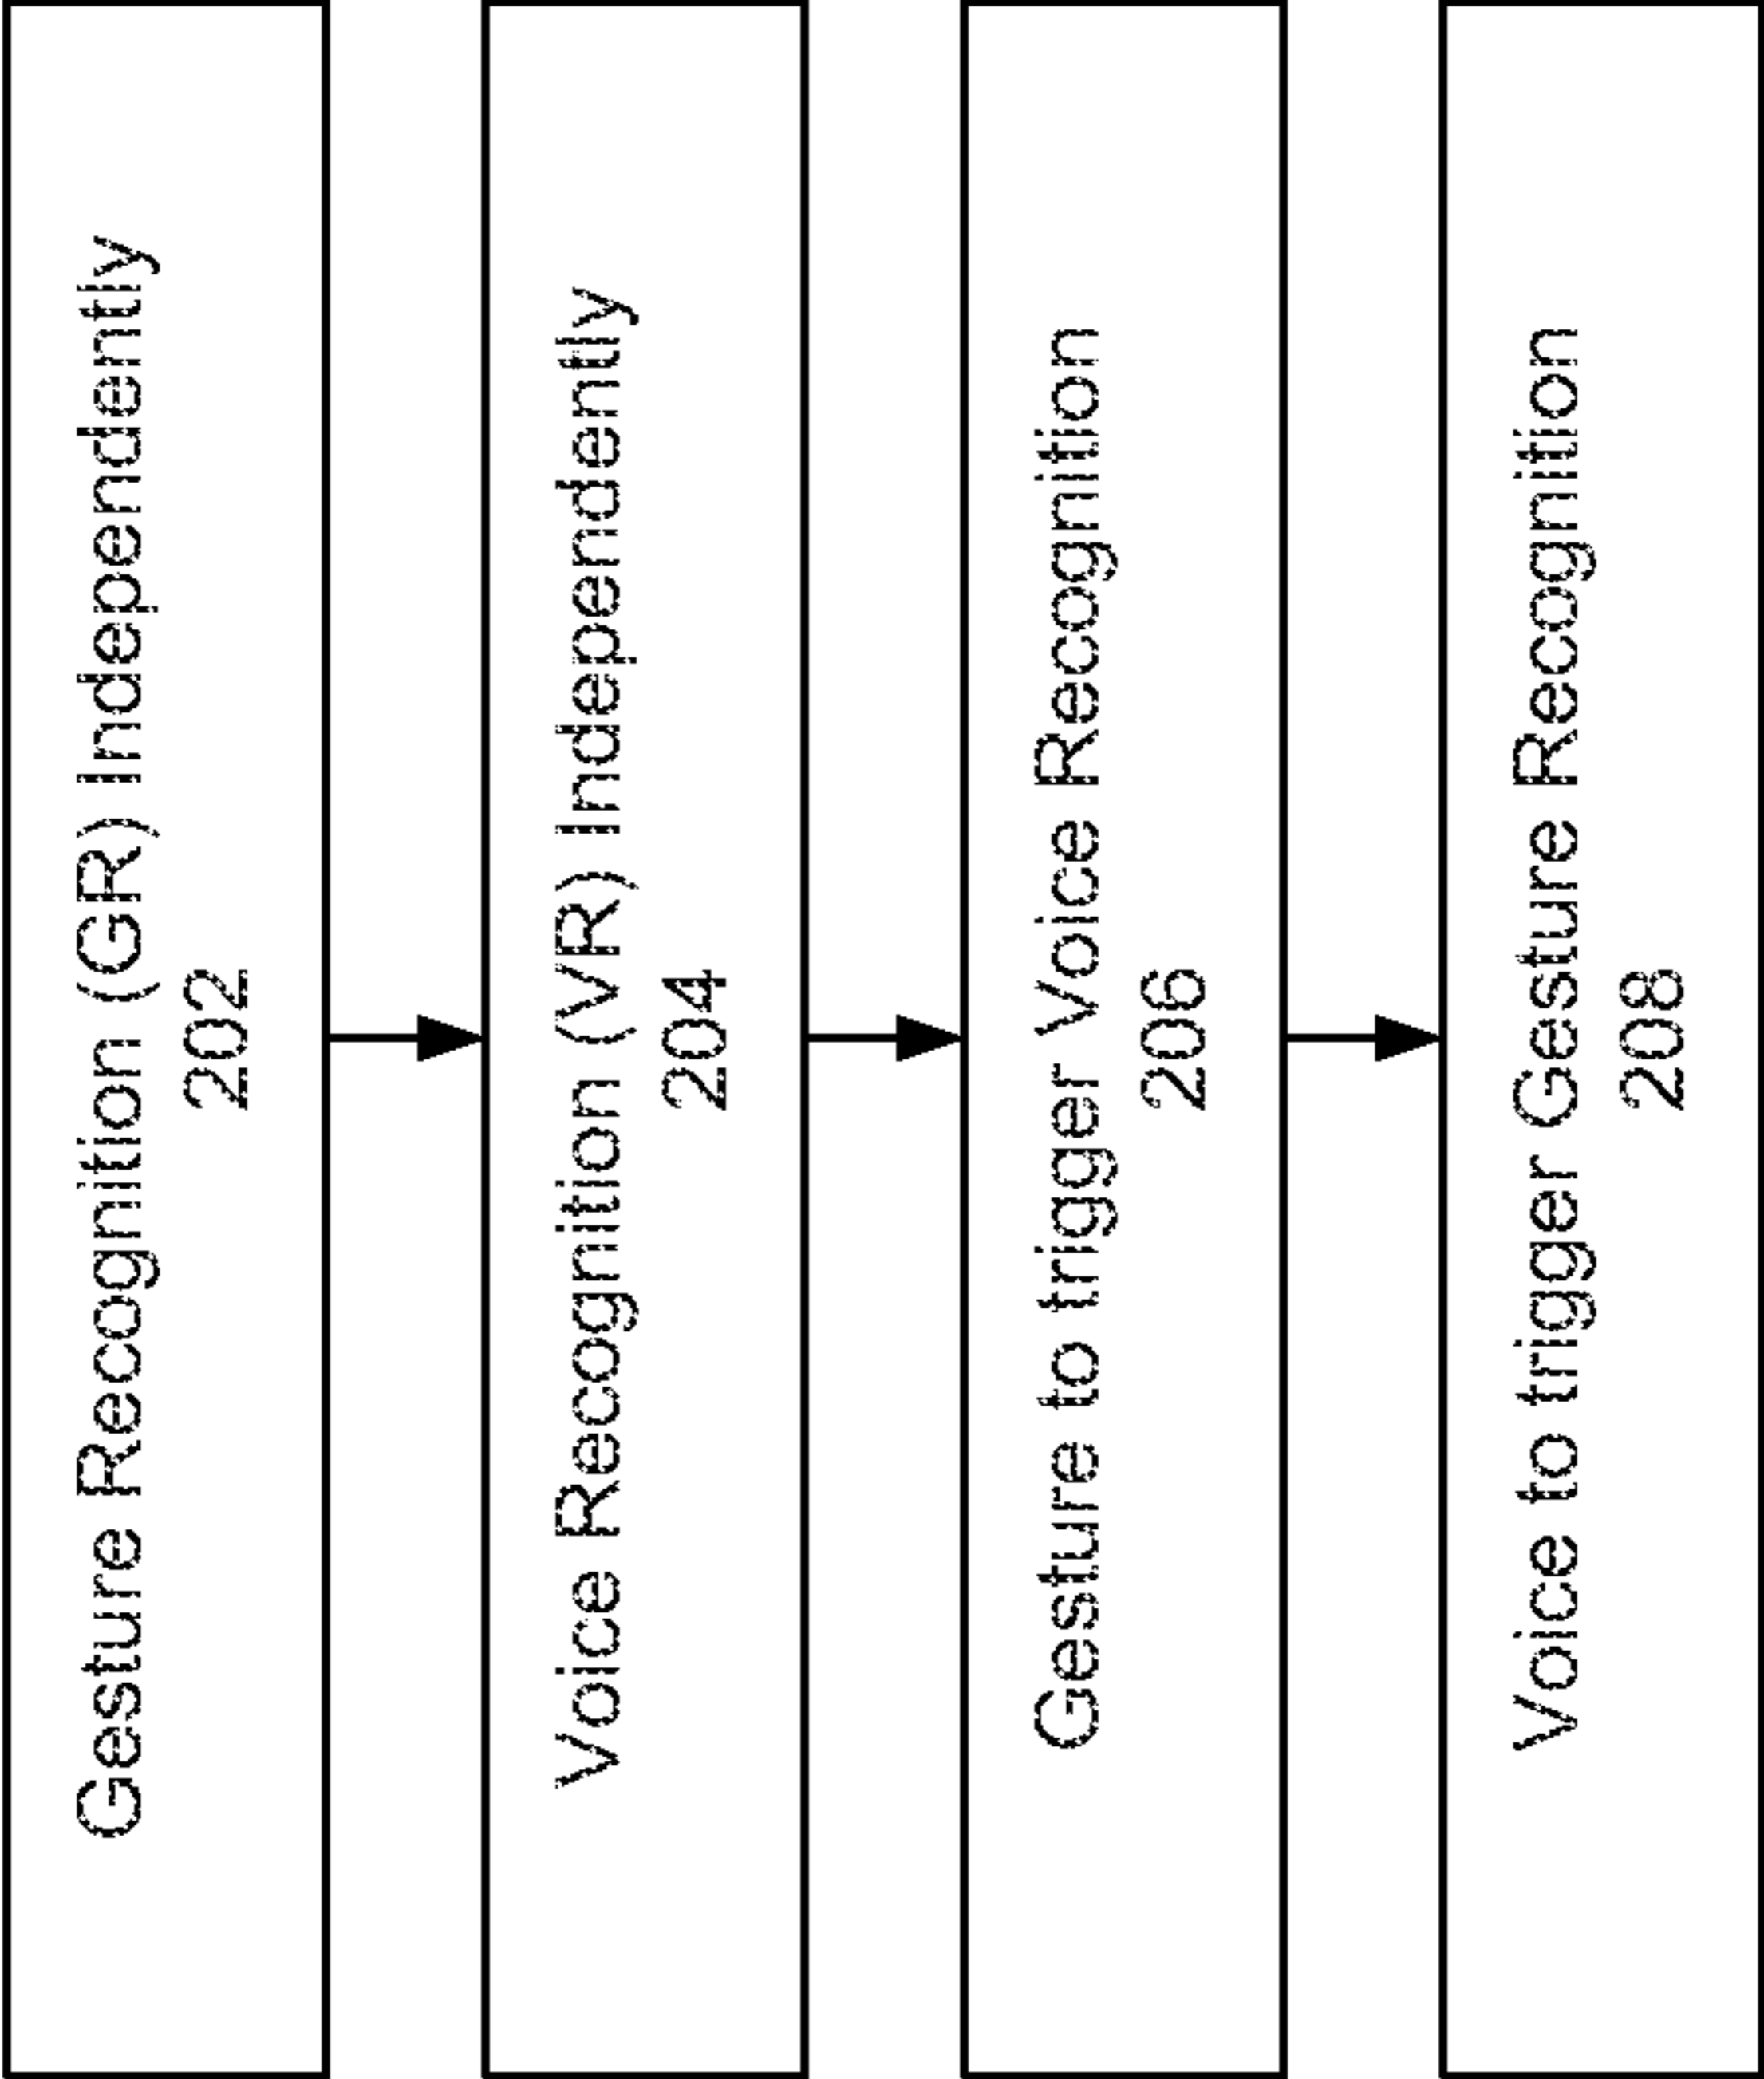 Gesture Recognition (GR) Independently
202
Voice Recognition (VR) Independently
204
Gesture to trigger Voice Recognition
206
Voice to trigger Gesture Recognition
208